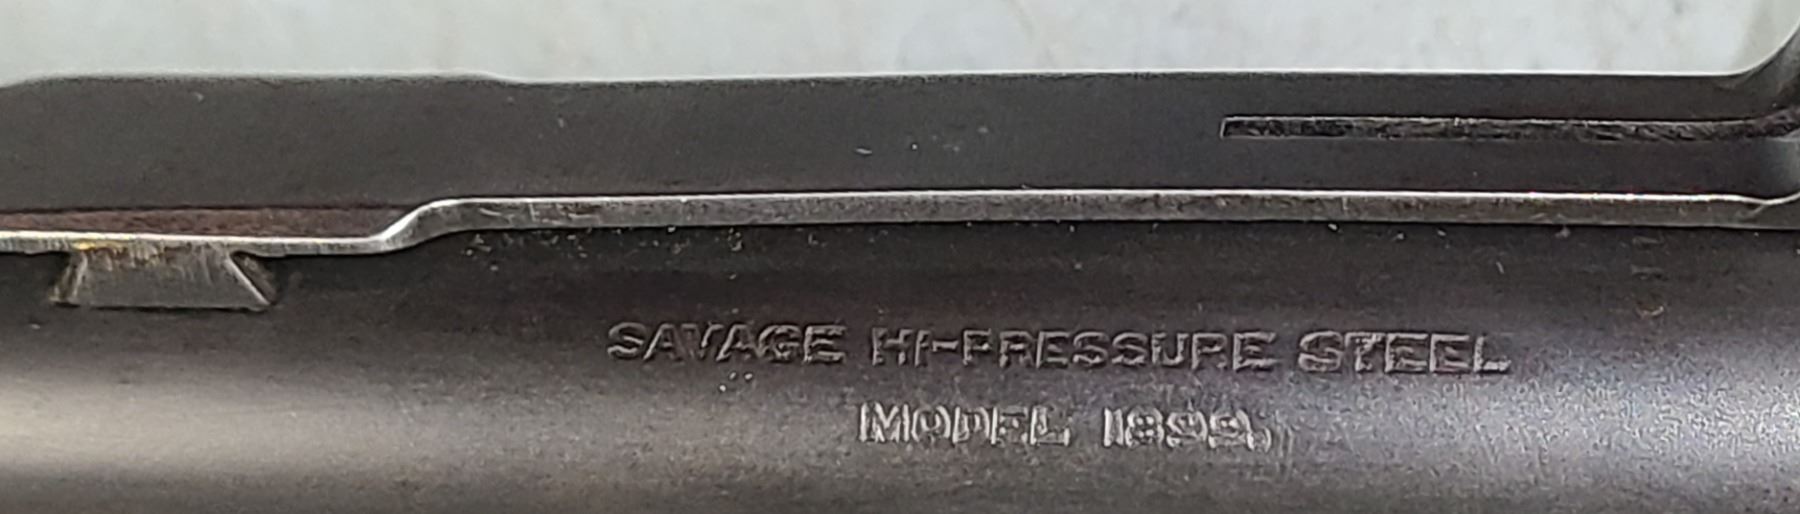 SAVAGE HI-PRESSURE STEEL
MODEL 1899.